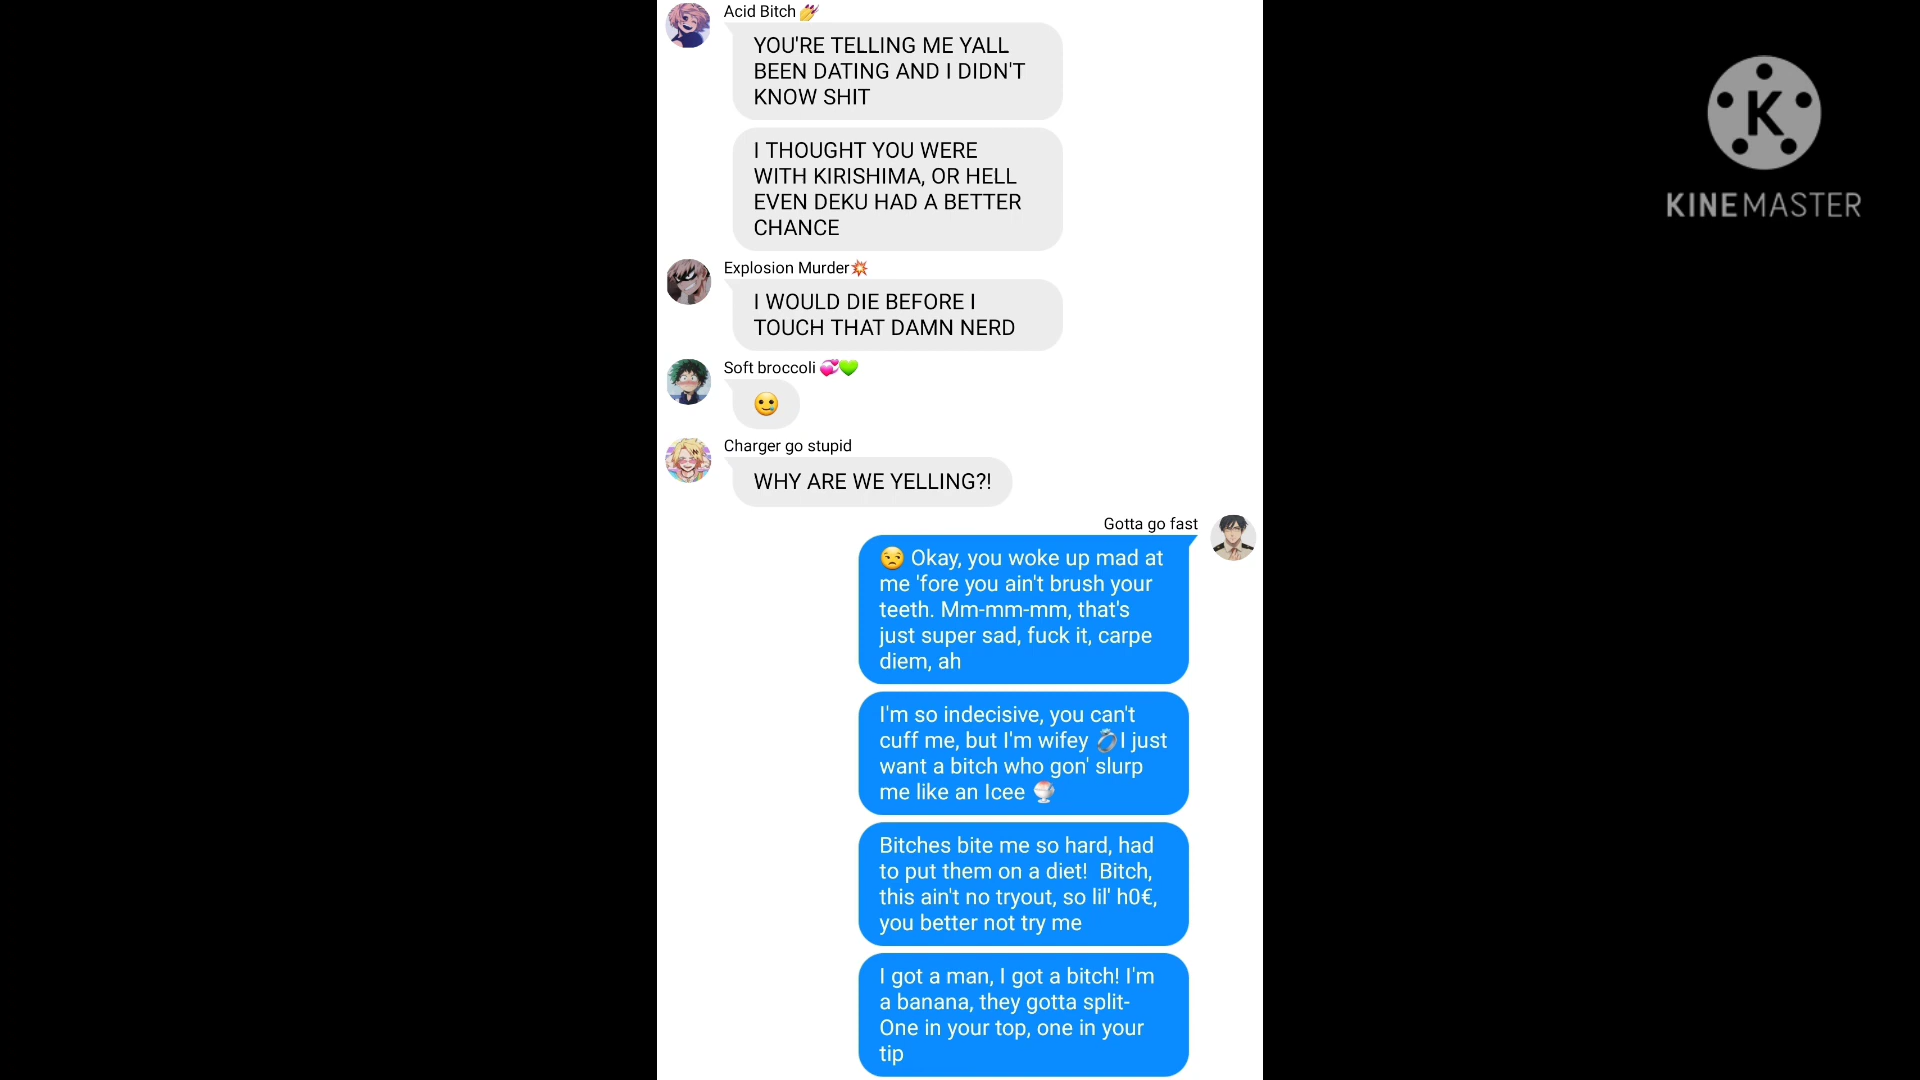 Acid Bitch 💅
YOU'RE TELLING ME YALL
BEEN DATING AND I DIDN'T
KNOW SHIT
I THOUGHT YOU WERE
WITH KIRISHIMA, OR HELL
EVEN DEKU HAD A BETTER
CHANCE
Explosion Murder💥
I WOULD DIE BEFORE I
TOUCH THAT DAMN NERD
Soft broccoli 💞💚
🥲
Charger go stupid
WHY ARE WE YELLING?!
Gotta go fast
😒 Okay, you woke up mad at
me 'fore you ain't brush your
teeth. Mm-mm-mm, that's
just super sad, fuck it, carpe
diem, ah
I'm so indecisive, you can't
cuff me, but I'm wifey 💍I just
want a bitch who gon' slurp
me like an Icee 🍧
Bitches bite me so hard, had
to put them on a diet!  Bitch,
this ain't no tryout, so lil' h0€,
you better not try me
I got a man, I got a bitch! I'm
a banana, they gotta split-
One in your top, one in your
tip
K
KINEMASTER